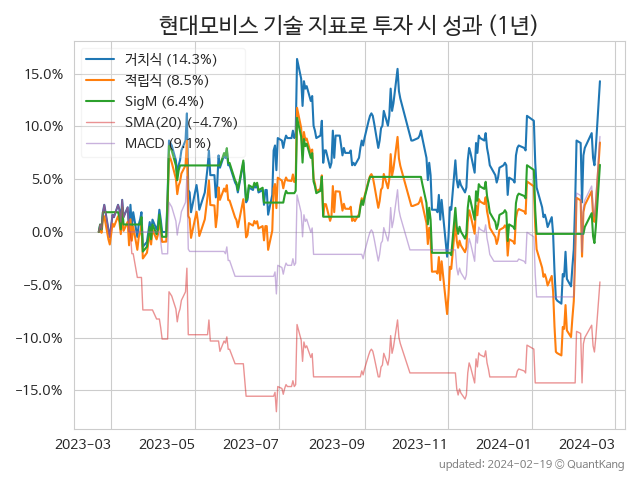 현대모비스 기술 지표로 투자 시 성과 (1년)
거치식 (14.3%)
적립식 (8.5%)
SigM (6.4%)
SMA(20) (−4.7%)
MACD (9.1%)
15.0%
10.0%
5.0%
0.0%
−5.0%
−10.0%
−15.0%
2023-03 2023-05 2023-07 2023-09 2023-11 2024-01 2024-03
updated: 2024-02-19 © QuantKang